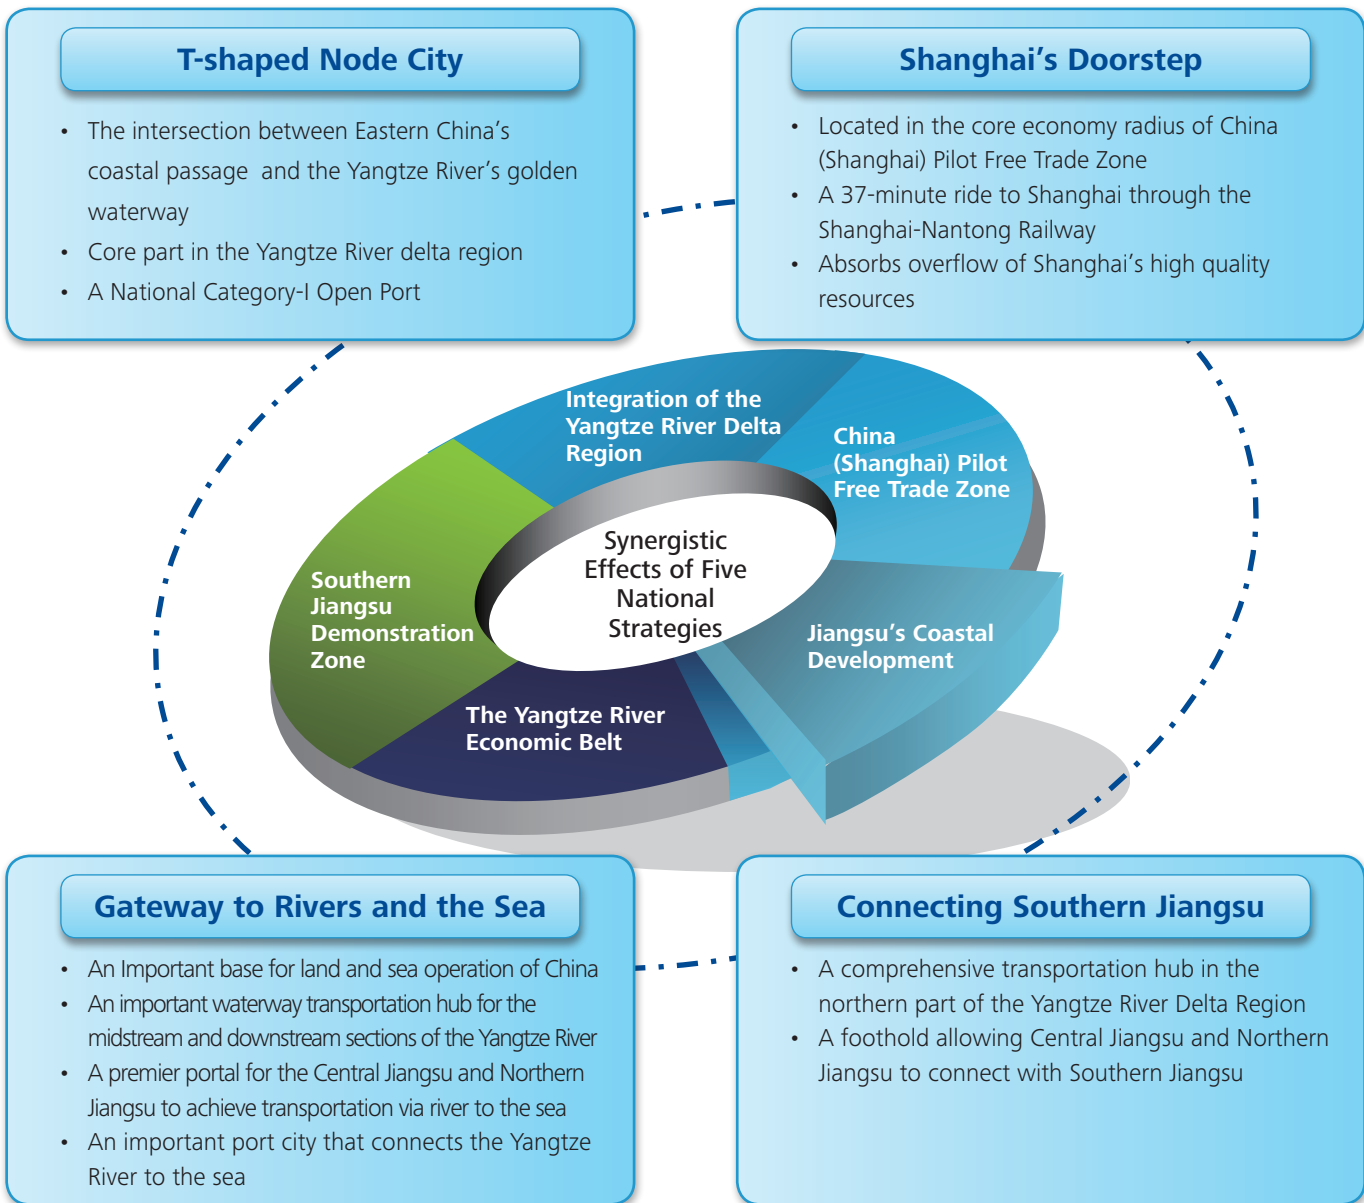 T-shaped Node City
• The intersection between Eastern China's
coastal passage and the Yangtze River's golden
waterway
• Core part in the Yangtze River delta region
• A National Category-I Open Port
Shanghai's Doorstep
• Located in the core economy radius of China
(Shanghai) Pilot Free Trade Zone
• A 37-minute ride to Shanghai through the
Shanghai-Nantong Railway
• Absorbs overflow of Shanghai's high quality
resources
Integration of the
Yangtze River Delta
Region
China
(Shanghai) Pilot
Free Trade Zone
Synergistic
Effects of Five
National
Strategies
Southern
Jiangsu
Demonstration
Zone
Jiangsu's Coastal
Development
The Yangtze River
Economic Belt
Gateway to Rivers and the Sea
• An Important base for land and sea operation of China
• An important waterway transportation hub for the
midstream and downstream sections of the Yangtze River
• A premier portal for the Central Jiangsu and Northern
Jiangsu to achieve transportation via river to the sea
• An important port city that connects the Yangtze
River to the sea
Connecting Southern Jiangsu
• A comprehensive transportation hub in the
northern part of the Yangtze River Delta Region
• A foothold allowing Central Jiangsu and Northern
Jiangsu to connect with Southern Jiangsu